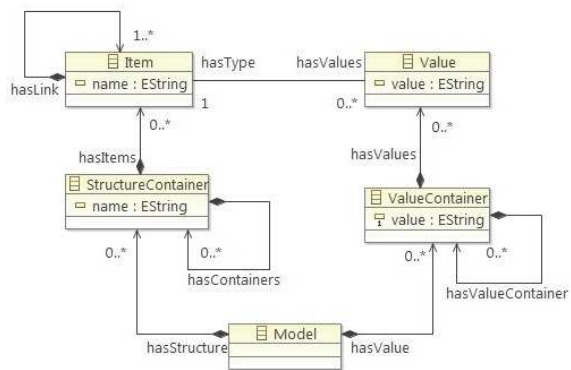 1..*
Item
hasType
hasValues
Value
name : EString
value : EString
hasLink
1
0..*
0..*
0..*
hasItems
hasValues
StructureContainer
ValueContainer
name : EString
1 value : EString
0..*
0..*
0..*
hasContainers
hasValueContainer
Model
hasStructure
hasValue